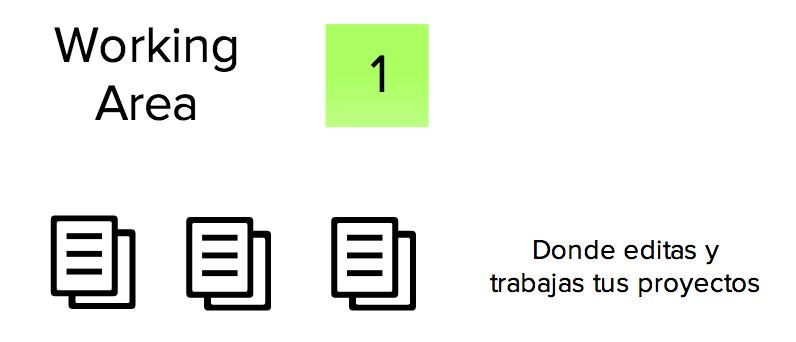 Working
Area
1
Donde editas y
trabajas tus proyectos